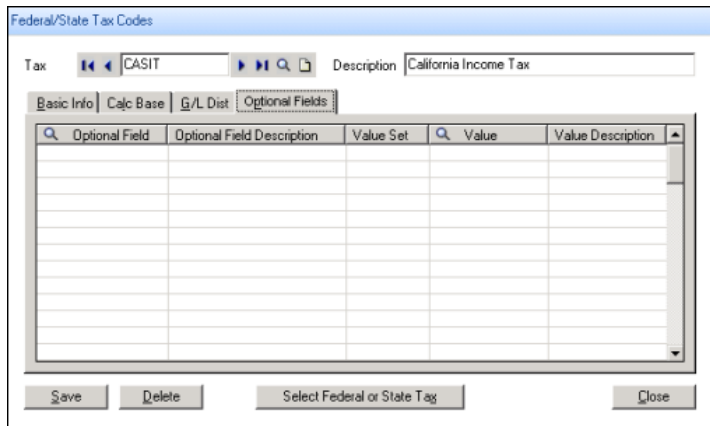 Federal/State Tax Codes
Tax CASIT Description California Income Tax
Basic Info Calc Base G/L Dist Optional Fields
Optional Field Optional Field Description Value Set Value Value Description
Save Delete Select Federal or State Tax Close